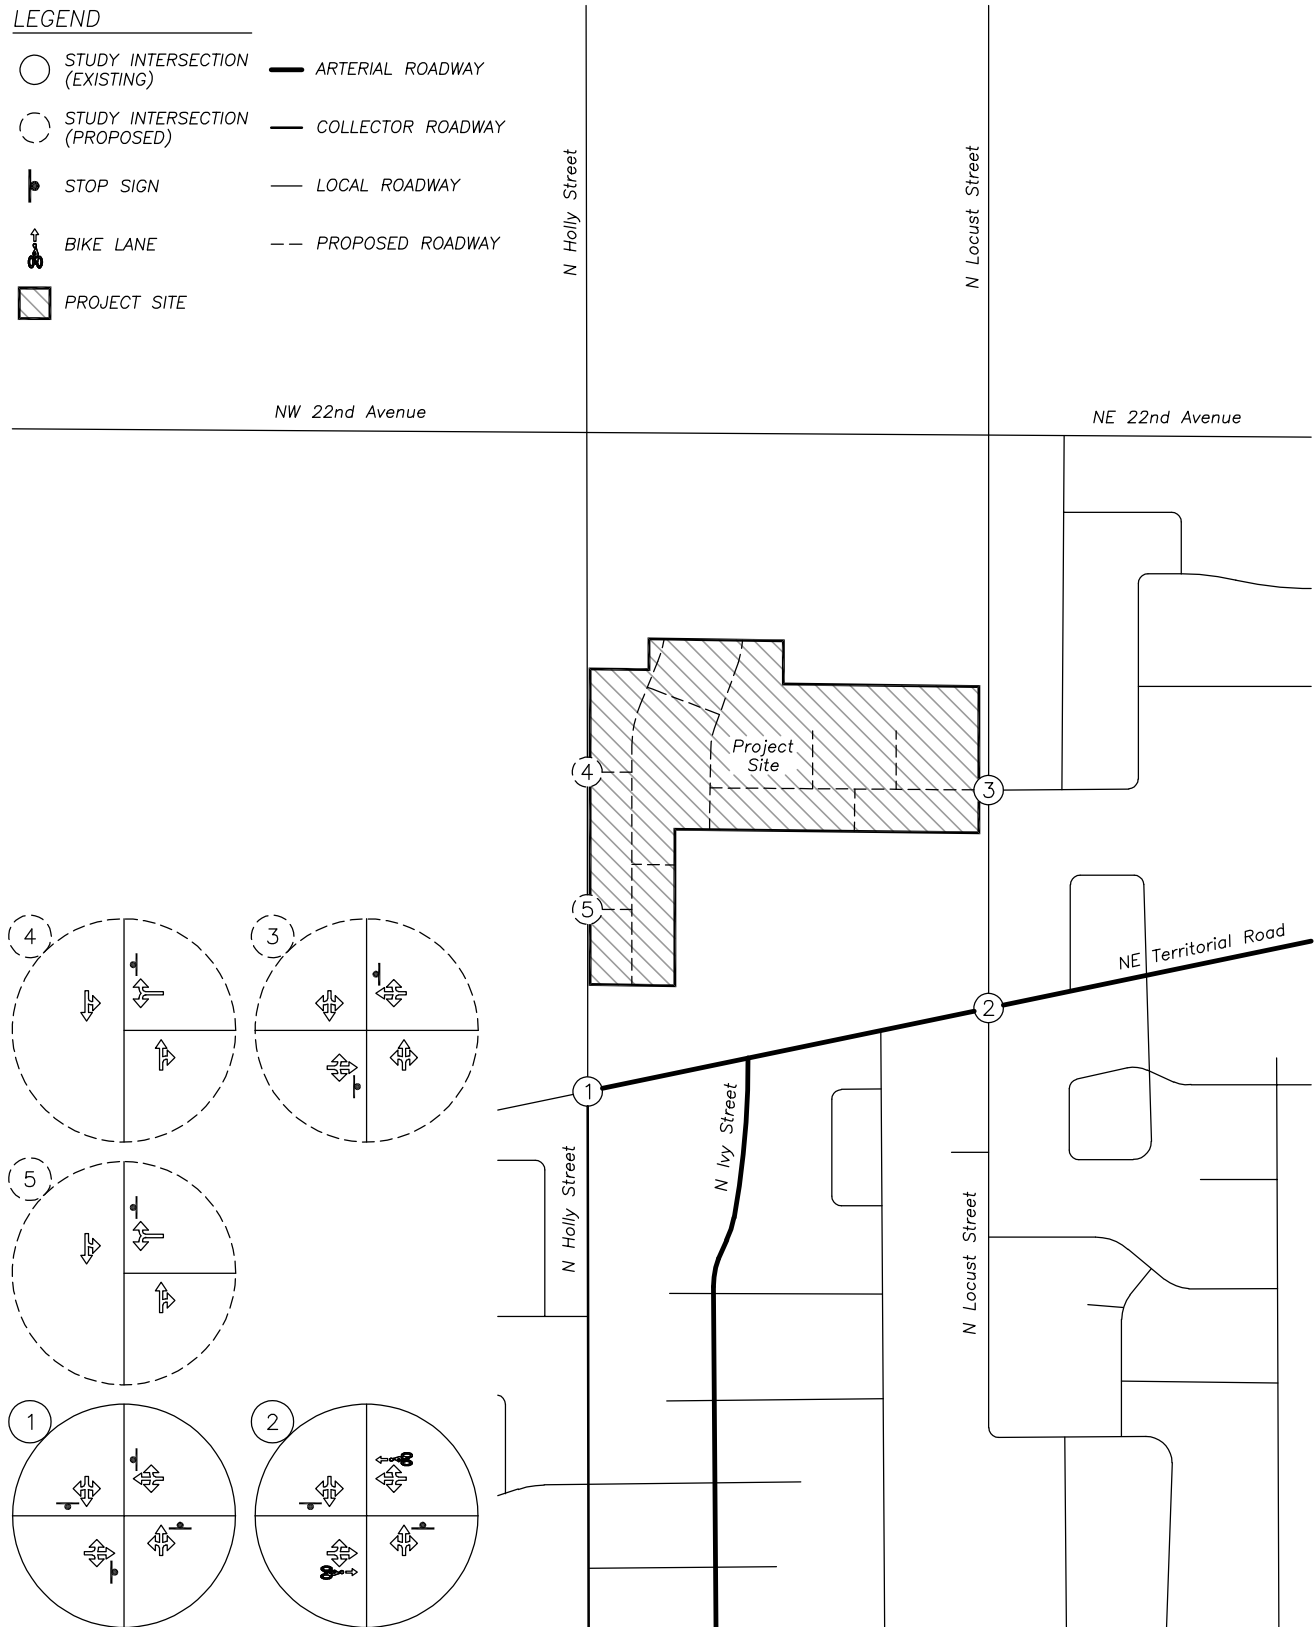 LEGEND
STUDY INTERSECTION
(EXISTING)
ARTERIAL ROADWAY
STUDY INTERSECTION
(PROPOSED)
COLLECTOR ROADWAY
STOP SIGN
LOCAL ROADWAY
BIKE LANE
PROPOSED ROADWAY
PROJECT SITE
N Holly Street
N Locust Street
NW 22nd Avenue
NE 22nd Avenue
Project
Site
4
3
5
NE Territorial Road
2
1
N Ivy Street
N Holly Street
N Locust Street
4
3
5
1
2